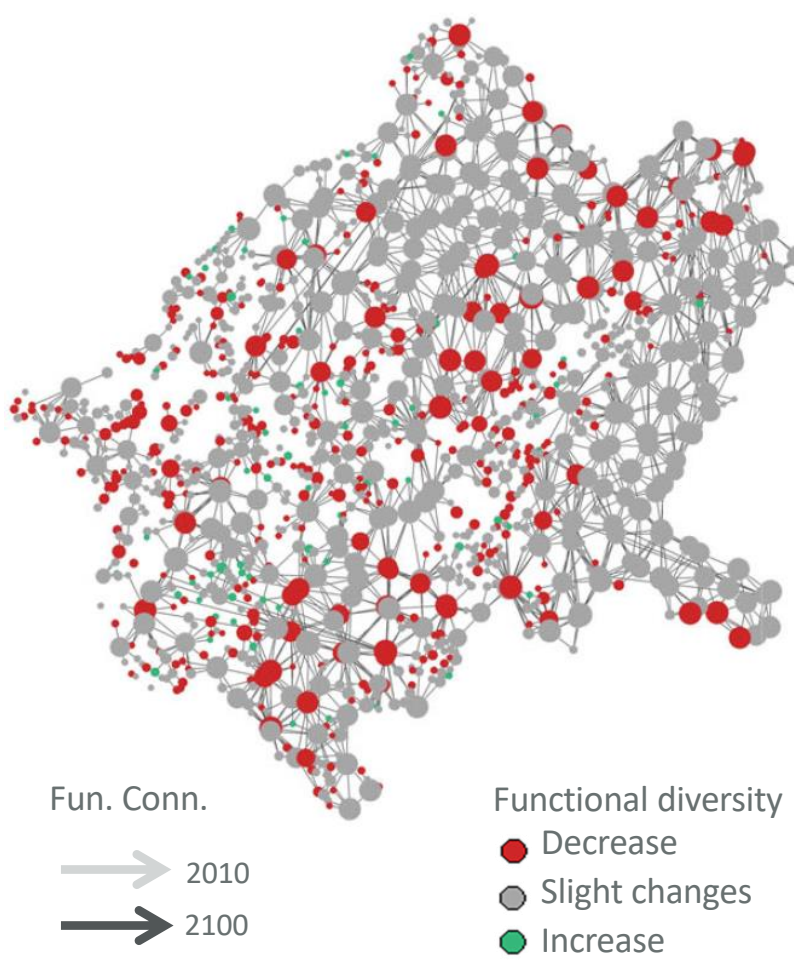 Fun. Conn.
2010
2100
Functional diversity
Decrease
Slight changes
Increase